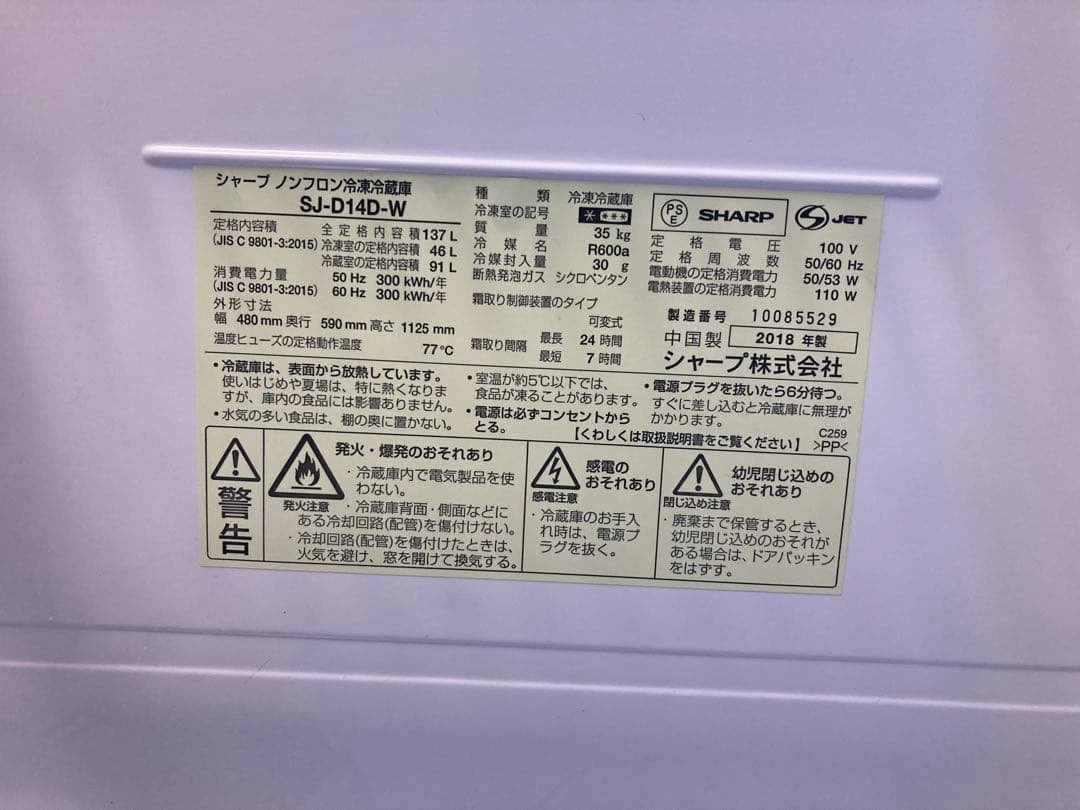 シャープ ノンフロン冷凍冷蔵庫
SJ-D14D-W
定格内容積
(JIS C 9801-3:2015)
全定格内容積 137 L
冷凍室の定格内容積 46 L
冷蔵室の定格内容積 91 L
消費電力量
(JIS C 9801-3:2015)
50 Hz 300 kWh/年
60 Hz 300 kWh/年
外形寸法
幅 480 mm 奥行 590 mm 高さ 1125 mm
温度ヒューズの定格動作温度 77℃
種類 冷凍冷蔵庫
冷凍室の記号 * ***
質量 35 kg
冷媒名 R600a
冷媒封入量 30 g
断熱発泡ガス シクロペンタン
霜取り制御装置のタイプ
可変式
霜取り間隔
最長 24 時間
最短 7 時間
PS E
SHARP
JET
定格電圧 100 V
定格周波数 50/60 Hz
電動機の定格消費電力 50/53 W
電熱装置の定格消費電力 110 W
製造番号 10085529
中国製 2018 年製
シャープ株式会社
・冷蔵庫は、表面から放熱しています。
使いはじめや夏場は、特に熱くなりま
すが、庫内の食品には影響ありません。
・水気の多い食品は、棚の奥に置かない。
・室温が約5℃以下では、
食品が凍ることがあります。
・電源は必ずコンセントから
とる。
・電源プラグを抜いたら6分待つ。
すぐに差し込むと冷蔵庫に無理が
かかります。
【くわしくは取扱説明書をご覧ください】
C259
>PP<
警告
発火注意
発火・爆発のおそれあり
・冷蔵庫内で電気製品を使
わない。
・冷蔵庫背面・側面などに
ある冷却回路(配管)を傷付けない。
・冷却回路(配管)を傷付けたときは、
火気を避け、窓を開けて換気する。
感電注意
感電の
おそれあり
・冷蔵庫のお手入
れ時は、電源プ
ラグを抜く。
閉じ込め注意
幼児閉じ込めの
おそれあり
・廃棄まで保管するとき、
幼児閉じ込めのおそれが
ある場合は、ドアパッキン
をはずす。